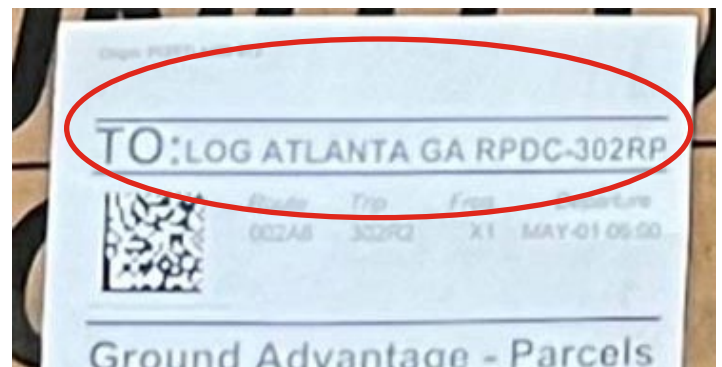 TO: LOG ATLANTA GA RPDC-302RP
Route Trip Freq Departure
002A8 302R2 X1 MAY-01 05:00
Ground Advantage - Parcels